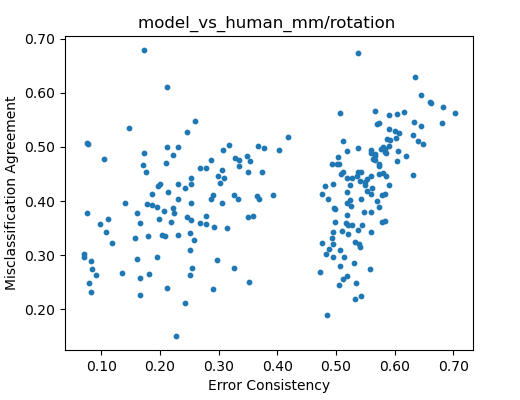 model_vs_human_mm/rotation
0.70
0.60
0.50
0.40
0.30
0.20
Misclassification Agreement
0.10 0.20 0.30 0.40 0.50 0.60 0.70
Error Consistency